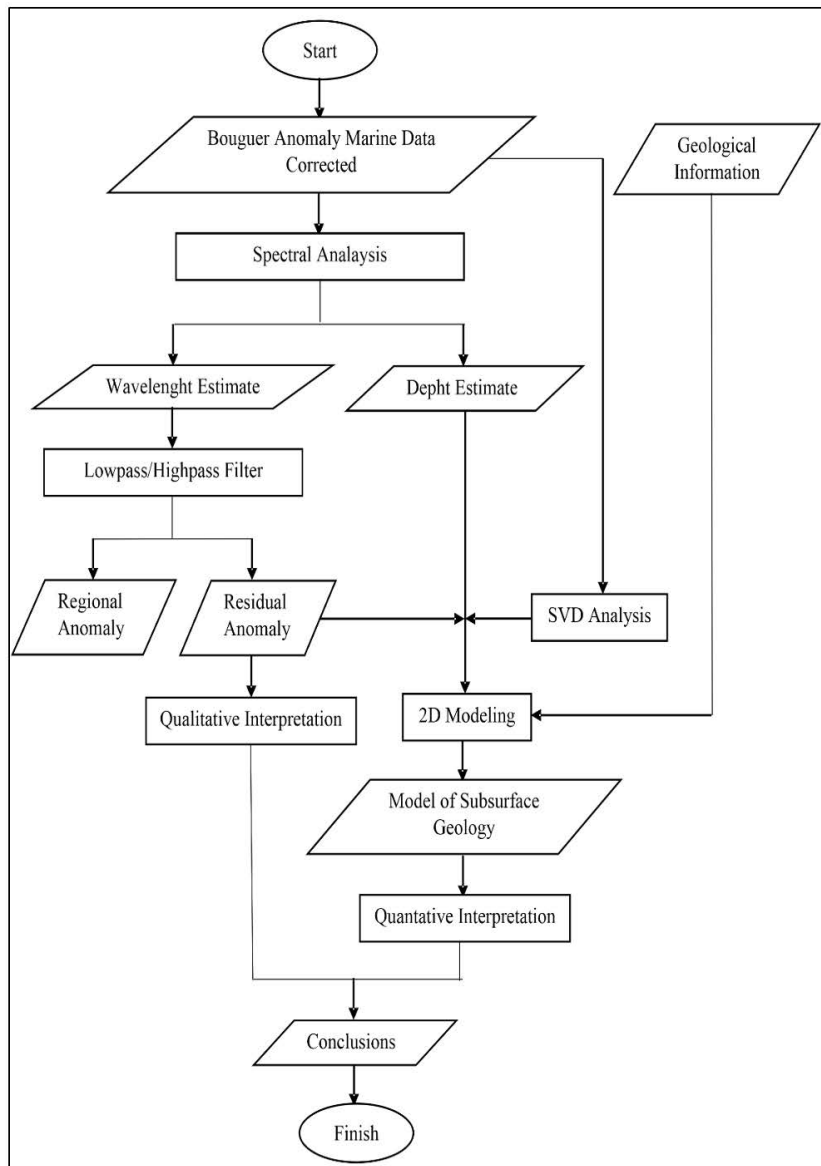 Start
Bouguer Anomaly Marine Data
Corrected
Geological
Information
Spectral Analaysis
Wavelenght Estimate
Depht Estimate
Lowpass/Highpass Filter
Regional
Anomaly
Residual
Anomaly
SVD Analysis
Qualitative Interpretation
2D Modeling
Model of Subsurface
Geology
Quantative Interpretation
Conclusions
Finish